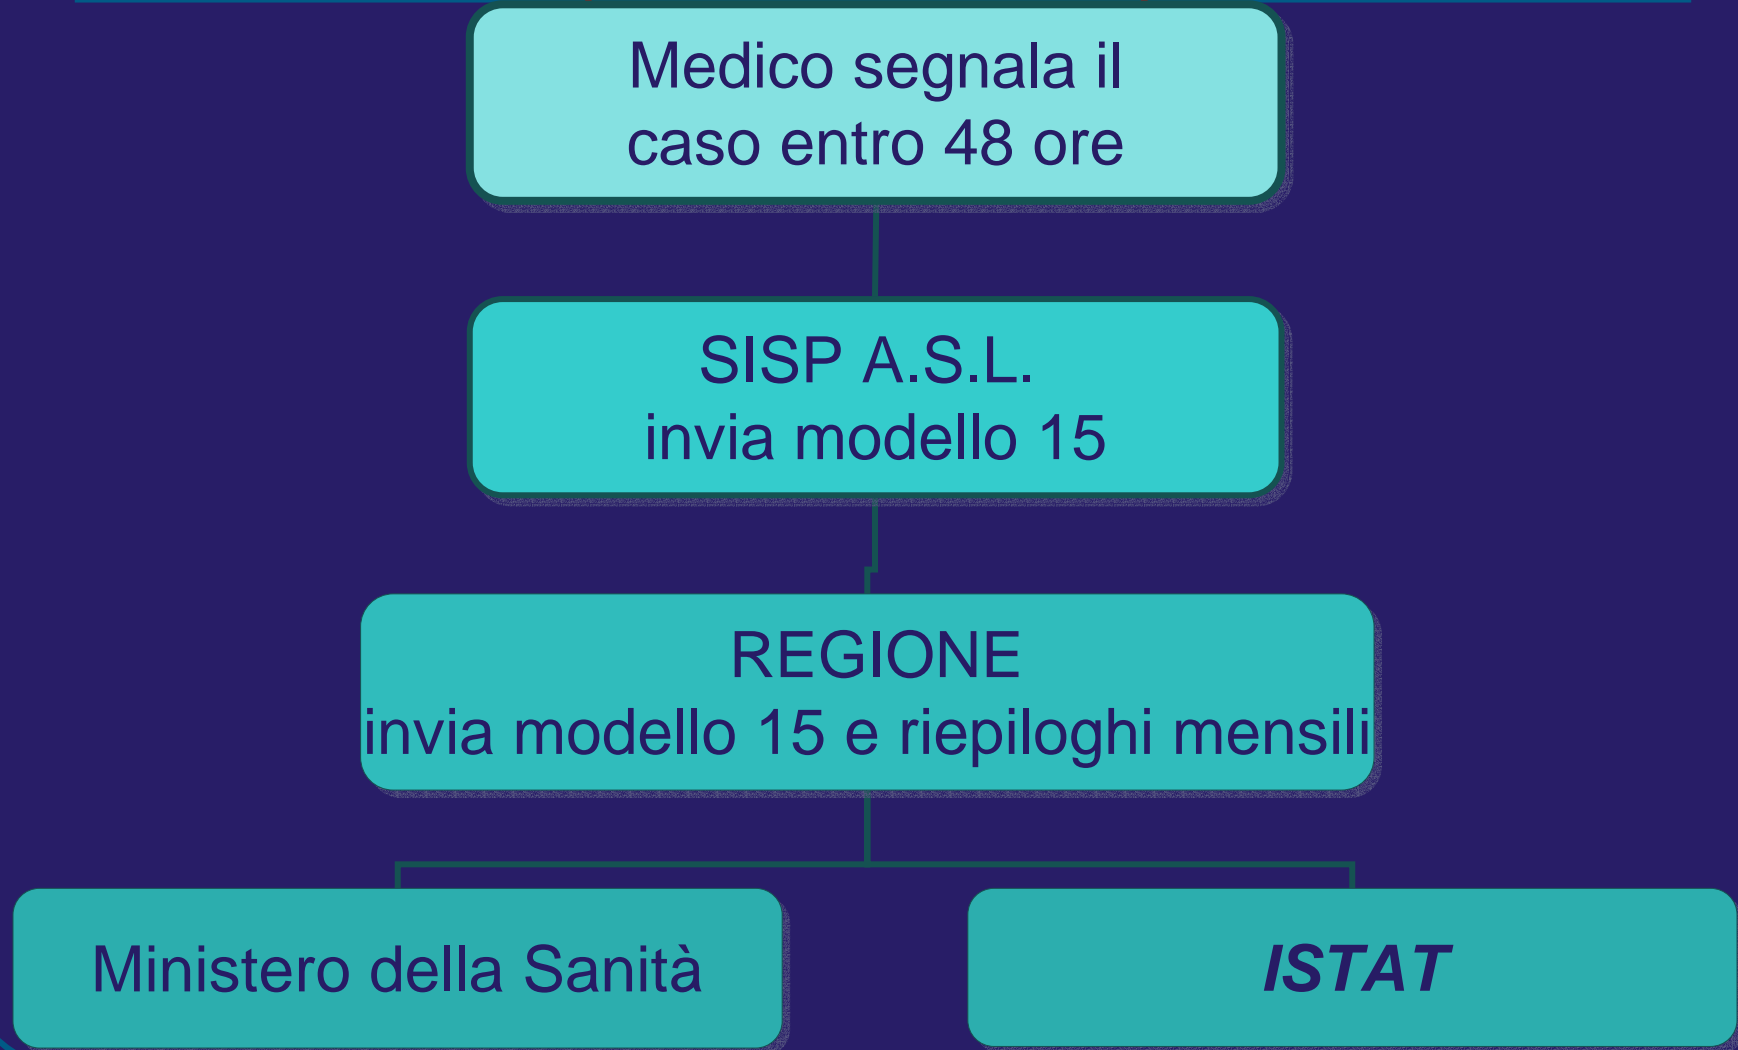 Medico segnala il
caso entro 48 ore
SISP A.S.L.
invia modello 15
REGIONE
invia modello 15 e riepiloghi mensili
Ministero della Sanità
ISTAT